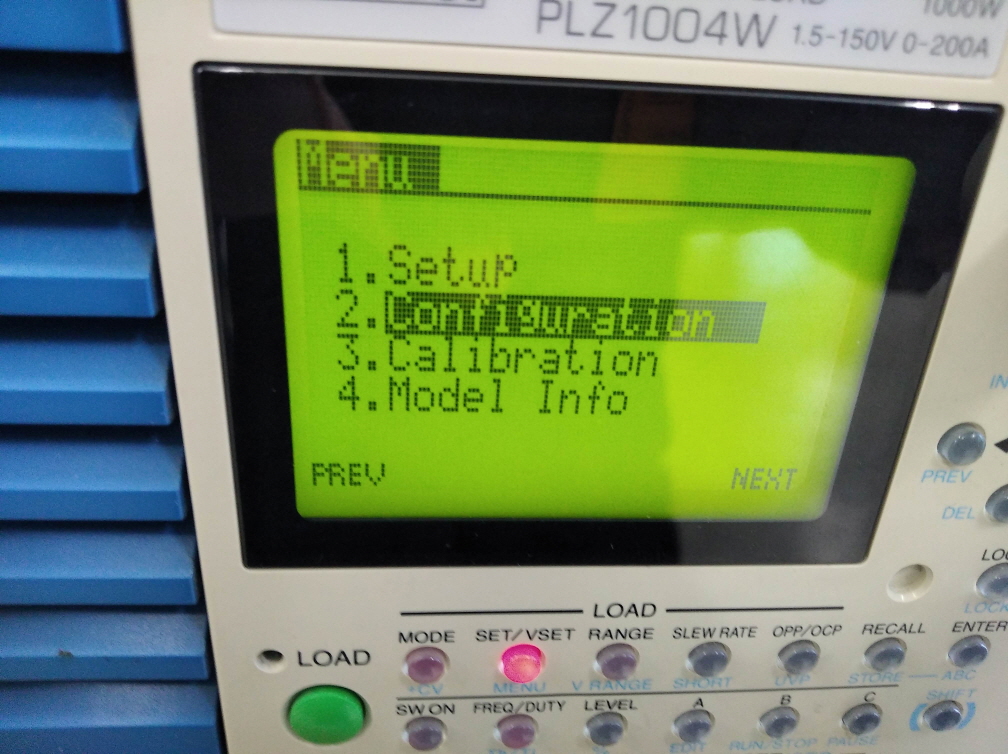 1000W
PLZ1004W 1.5-150V 0-200A
Menu
1.Setup
2.Configuration
3.Calibration
4.Model Info
PREV NEXT
PREV
DEL
LOAD
MODE SET/VSET RANGE SLEW RATE OPP/OCP RECALL ENTER
LOAD
+CV MENU V RANGE SHORT UVP STORE ABC
SW ON FREQ/DUTY LEVEL A B C SHIFT
% EDIT RUN/STOP PAUSE